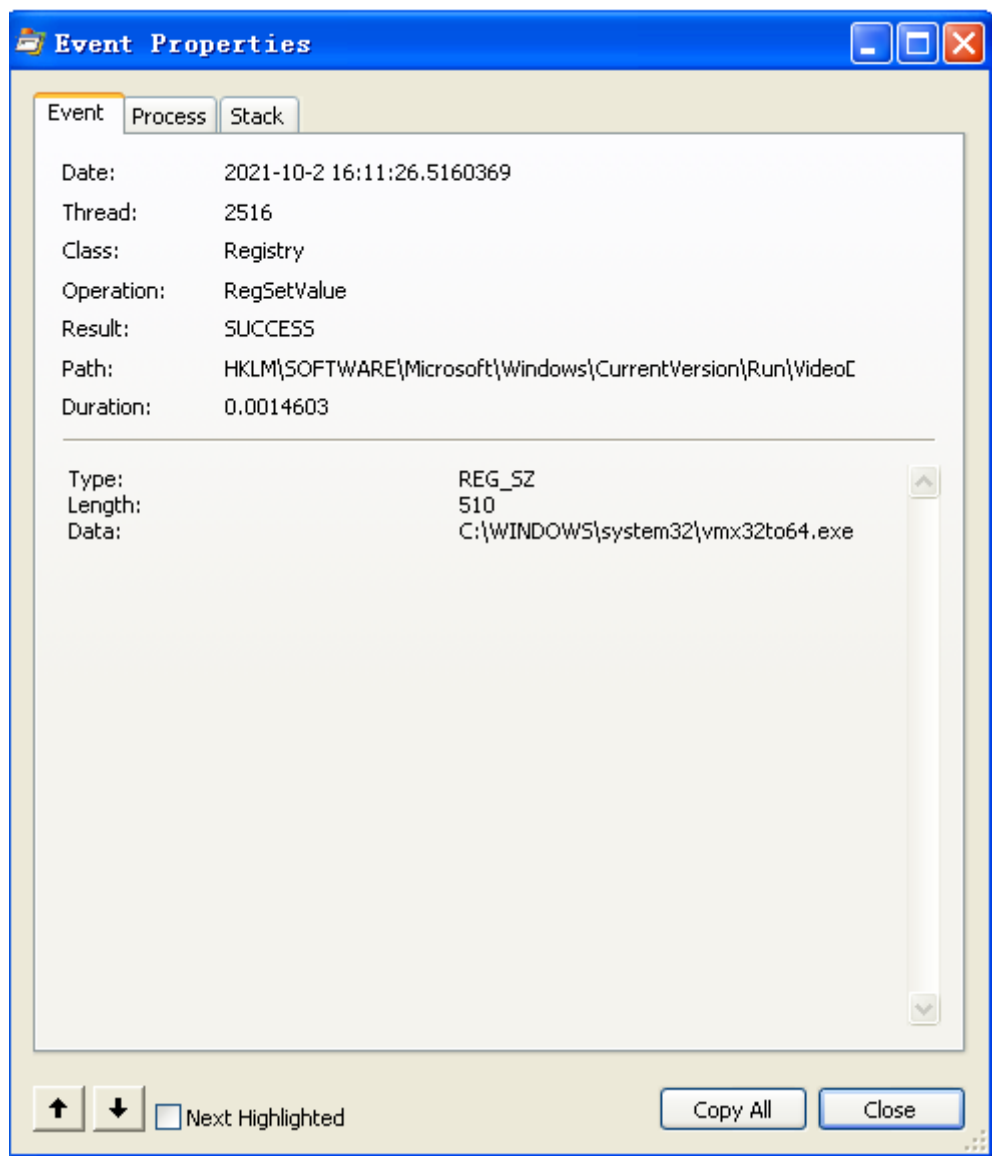 Event Properties
Event Process Stack
Date: 2021-10-2 16:11:26.5160369
Thread: 2516
Class: Registry
Operation: RegSetValue
Result: SUCCESS
Path: HKLM\SOFTWARE\Microsoft\Windows\CurrentVersion\Run\Video
Duration: 0.0014603
Type: REG_SZ
Length: 510
Data: C:\WINDOWS\system32\vmx32to64.exe
Next Highlighted Copy All Close